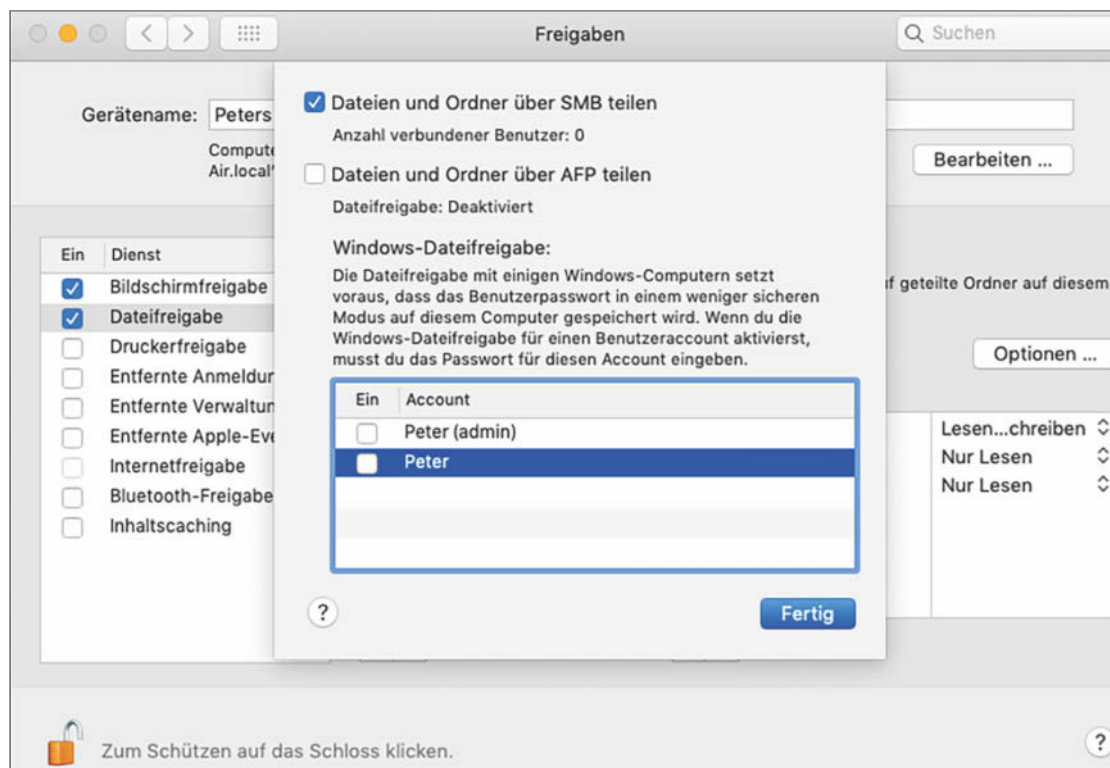 Freigaben
Suchen
Gerätename: Peters
Compute
Air.local“
Bearbeiten ...
Dateien und Ordner über SMB teilen
Anzahl verbundener Benutzer: 0
Dateien und Ordner über AFP teilen
Dateifreigabe: Deaktiviert
Windows-Dateifreigabe:
Die Dateifreigabe mit einigen Windows-Computern setzt
voraus, dass das Benutzerpasswort in einem weniger sicheren
Modus auf diesem Computer gespeichert wird. Wenn du die
Windows-Dateifreigabe für einen Benutzeraccount aktivierst,
musst du das Passwort für diesen Account eingeben.
Ein Account
Peter (admin)
Peter
? Fertig
Ein Dienst
Bildschirmfreigabe
Dateifreigabe
Druckerfreigabe
Entfernte Anmeldun
Entfernte Verwaltun
Entfernte Apple-Eve
Internetfreigabe
Bluetooth-Freigabe
Inhaltscaching
geteilte Ordner auf diesem
Optionen ...
Lesen...chreiben
Nur Lesen
Nur Lesen
Zum Schützen auf das Schloss klicken.
?